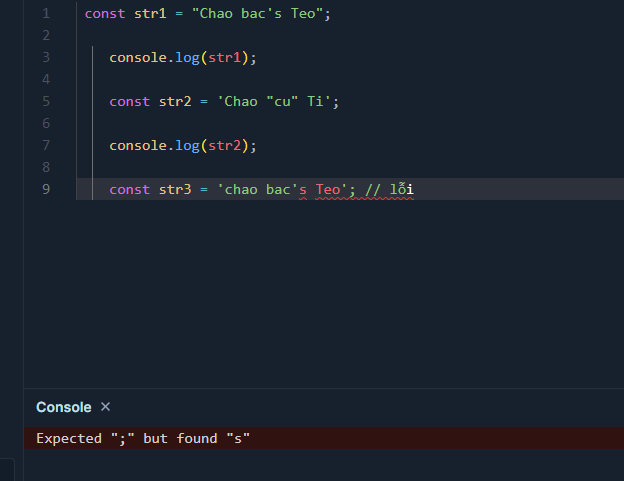 1 const str1 = "Chao bac's Teo";
2
3 console.log(str1);
4
5 const str2 = 'Chao "cu" Ti';
6
7 console.log(str2);
8
9 const str3 = 'chao bac's Teo'; // lỗi
Console ×
Expected ";" but found "s"